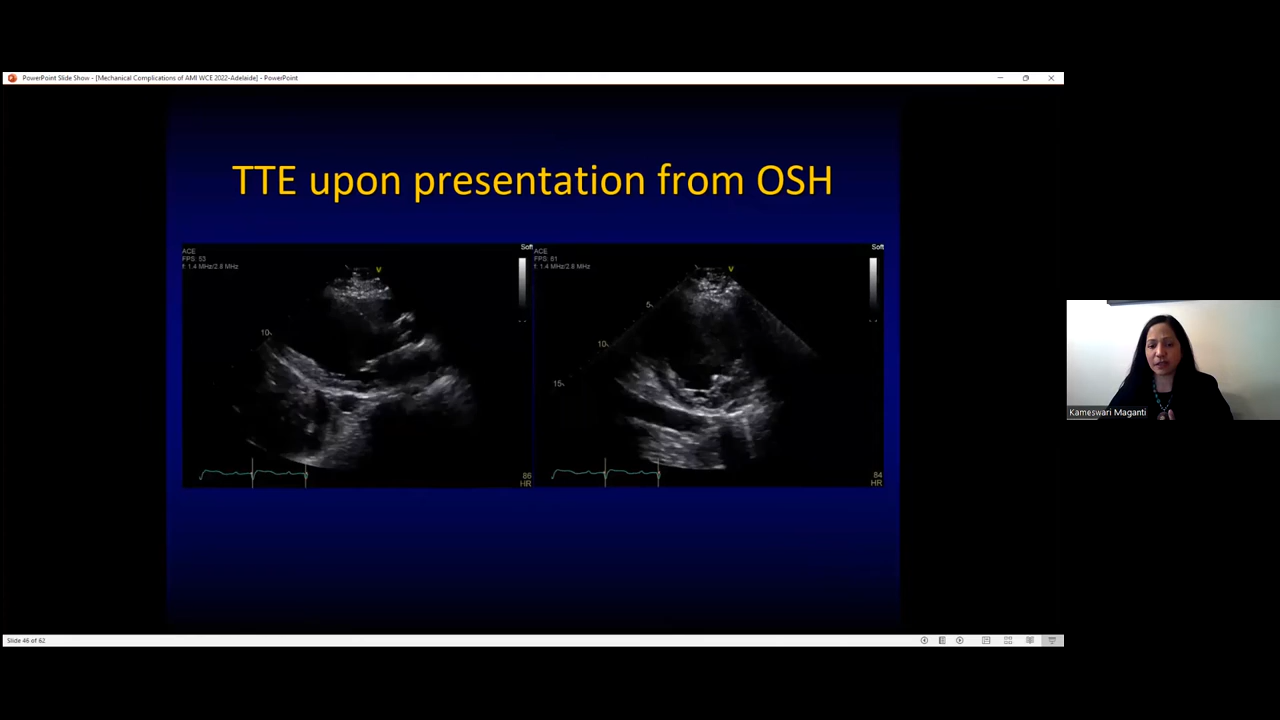 PowerPoint Slide Show - [Mechanical Complications of AMI WCE 2022-Adelaide] - PowerPoint
TTE upon presentation from OSH
ACE
FPS: 53
f: 1.4 MHz/2.8 MHz
Soft
V
10
86
HR
ACE
FPS: 61
f: 1.4 MHz/2.8 MHz
Soft
V
5
10
15
84
HR
Kameswari Maganti
Slide 46 of 62